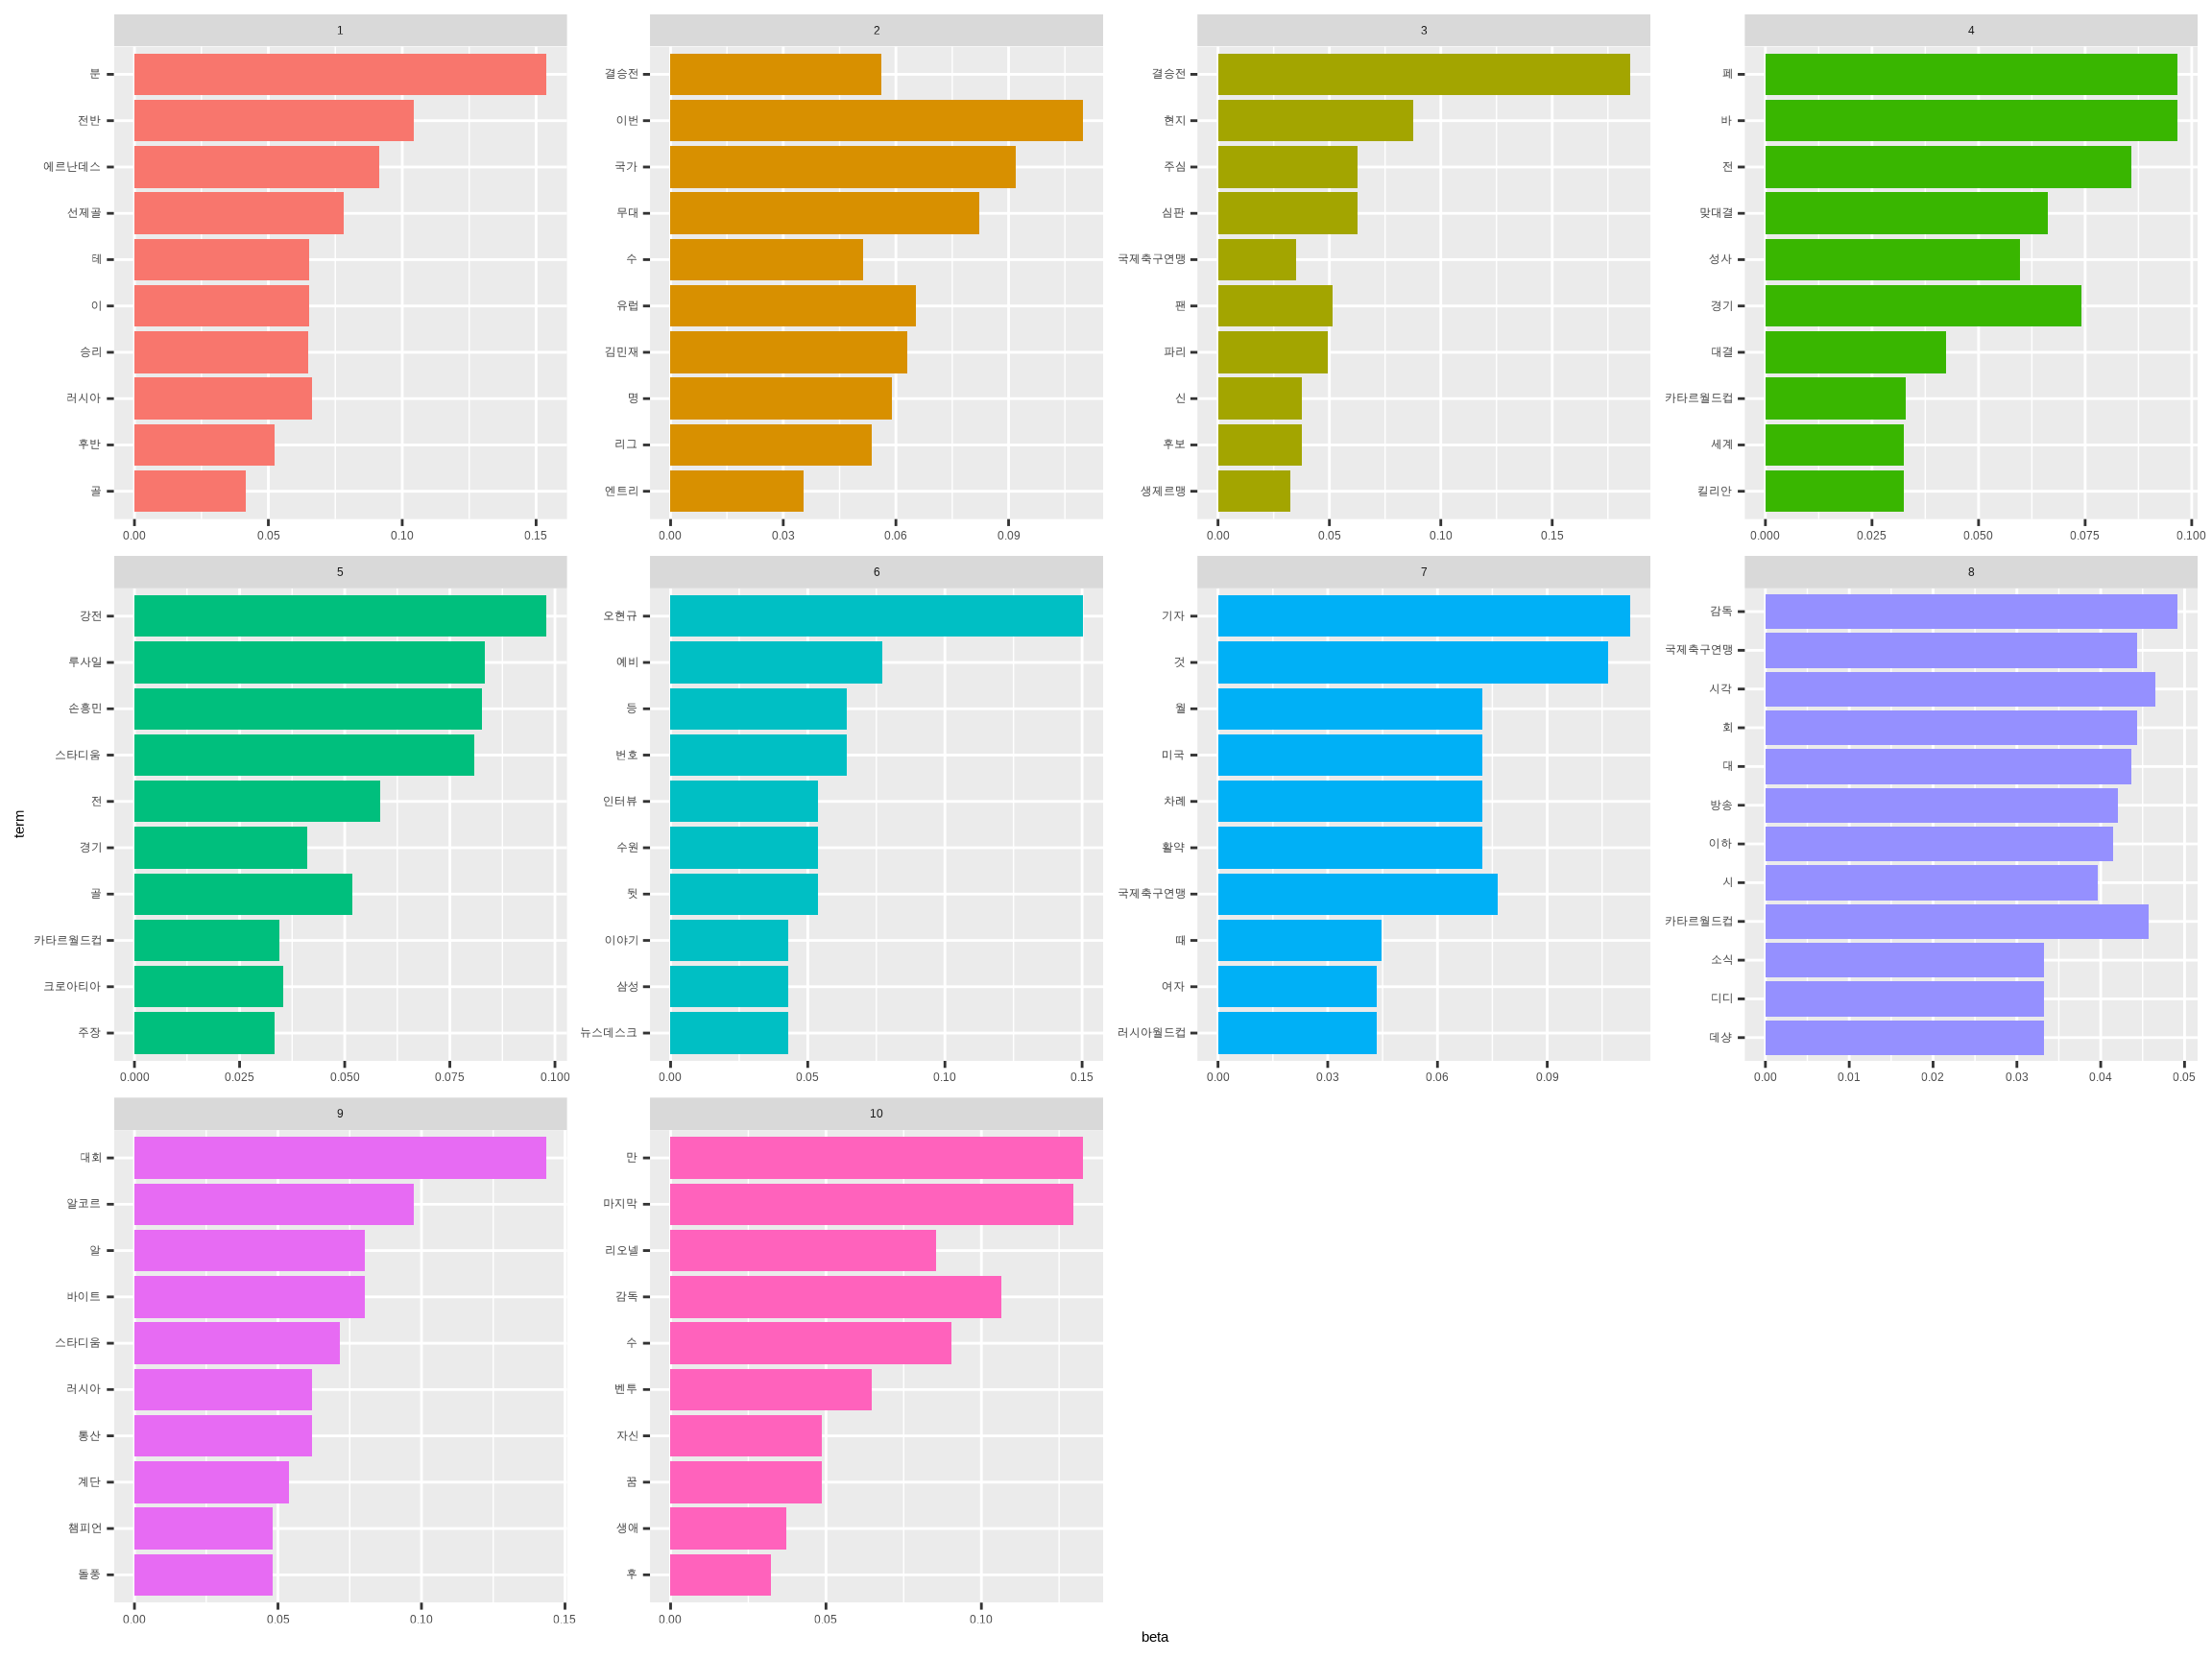 1
분
전반
에르난데스
선제골
테
이
승리
러시아
후반
골
0.00 0.05 0.10 0.15
2
결승전
이번
국가
무대
수
유럽
김민재
명
리그
엔트리
0.00 0.03 0.06 0.09
3
결승전
현지
주심
심판
국제축구연맹
팬
파리
신
후보
생제르맹
0.00 0.05 0.10 0.15
4
페
바
전
맞대결
성사
경기
대결
카타르월드컵
세계
킬리안
0.000 0.025 0.050 0.075 0.100
term
5
강전
루사일
손흥민
스타디움
전
경기
골
카타르월드컵
크로아티아
주장
0.000 0.025 0.050 0.075 0.100
6
오현규
예비
등
번호
인터뷰
수원
뒷
이야기
삼성
뉴스데스크
0.00 0.05 0.10 0.15
7
기자
것
월
미국
차례
활약
국제축구연맹
때
여자
러시아월드컵
0.00 0.03 0.06 0.09
8
감독
국제축구연맹
시각
회
대
방송
이하
시
카타르월드컵
소식
디디
데샹
0.00 0.01 0.02 0.03 0.04 0.05
9
대회
알코르
알
바이트
스타디움
러시아
통산
계단
챔피언
돌풍
0.00 0.05 0.10 0.15
10
만
마지막
리오넬
감독
수
벤투
자신
꿈
생애
후
0.00 0.05 0.10
beta